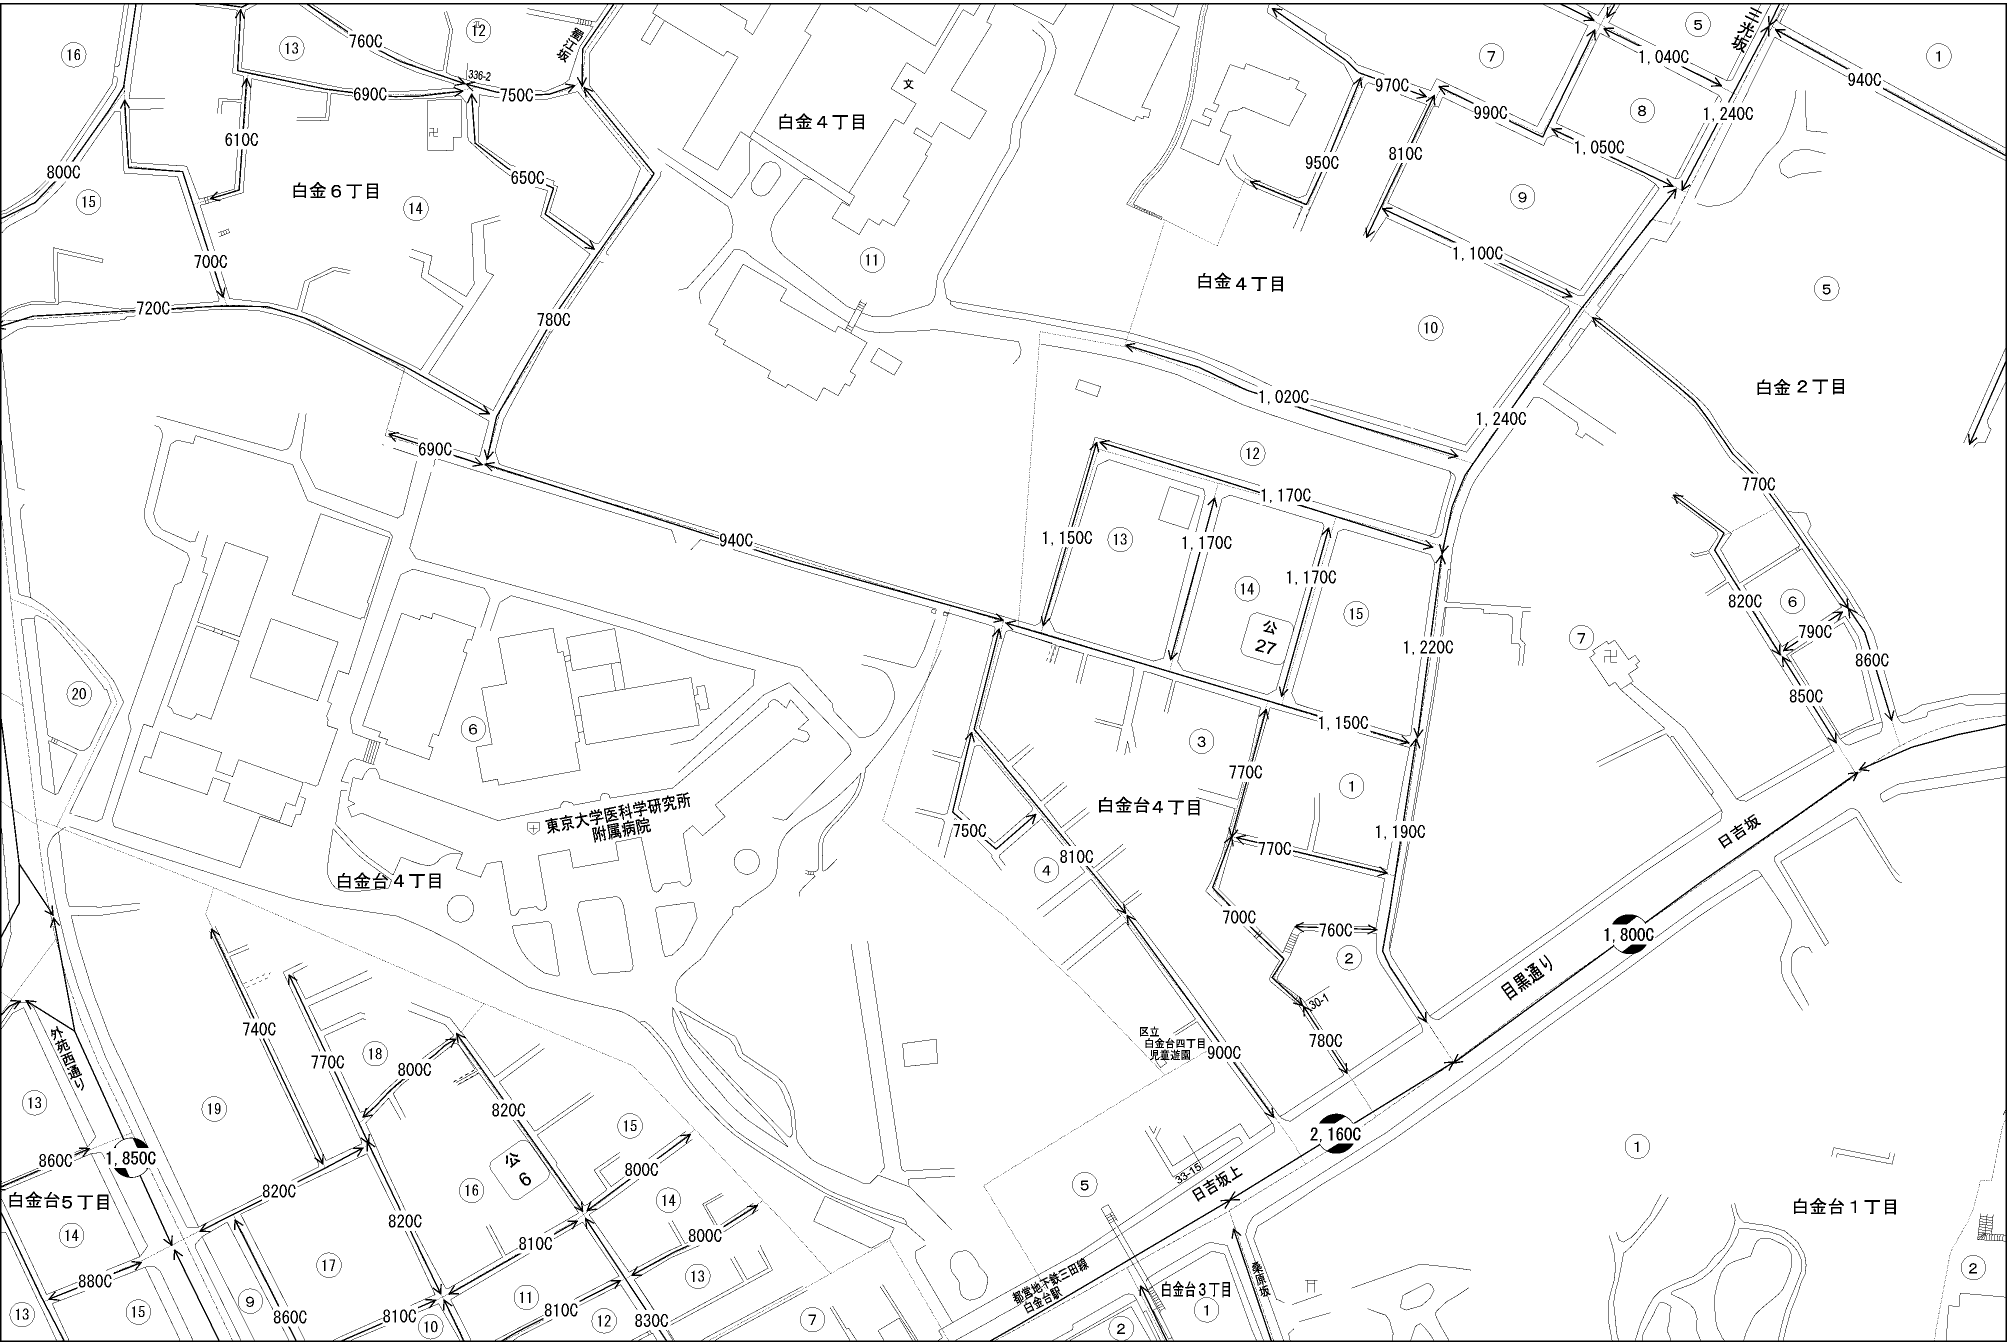 16
13
760C
12
蜀江坂
336-2
690C
750C
610C
800C
15
白金6丁目
14
650C
700C
720C
780C
690C
文
白金4丁目
11
7
5
三光坂
1,040C
940C
1
970C
990C
8
1,240C
950C
810C
1,050C
9
1,100C
白金4丁目
10
5
白金2丁目
1,020C
1,240C
12
1,170C
770C
940C
1,150C
13
1,170C
14
1,170C
15
公
27
1,220C
7
820C
6
790C
860C
850C
20
6
1,150C
3
770C
1
白金台4丁目
750C
810C
4
770C
1,190C
東京大学医科学研究所
附属病院
白金台4丁目
日吉坂
700C
760C
2
1,800C
目黒通り
30-1
780C
900C
区立
白金台四丁目
児童遊園
740C
外苑西通り
770C
18
800C
13
19
820C
15
公
6
800C
860C
1,850C
白金台5丁目
820C
16
14
14
820C
810C
800C
880C
17
13
15
9
860C
810C
10
11
810C
12
830C
13
7
2,160C
33-15
日吉坂上
5
都営地下鉄三田線
白金台駅
白金台3丁目
1
2
桑原坂
1
白金台1丁目
2